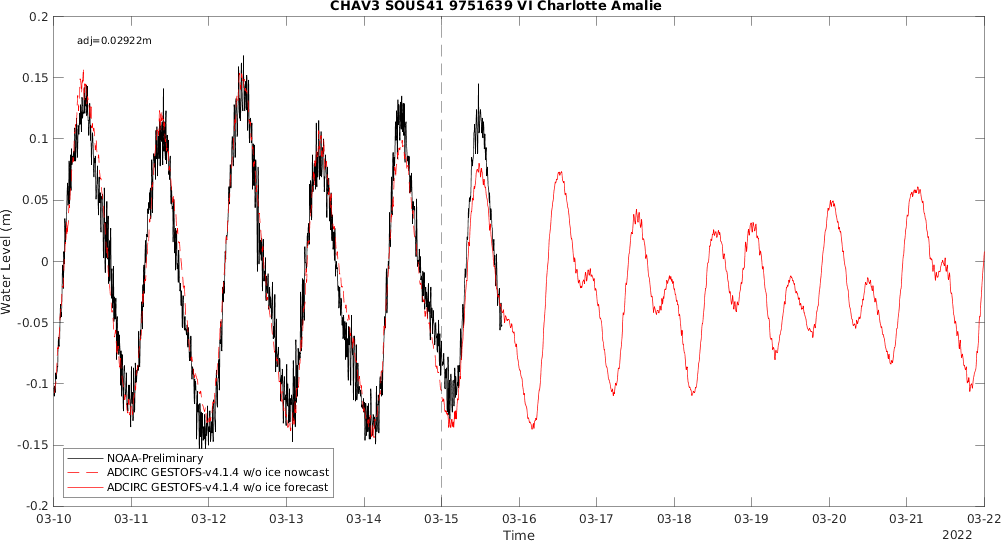 CHAV3 SOUS41 9751639 VI Charlotte Amalie
adj=0.02922m
0.2
0.15
0.1
0.05
0
-0.05
-0.1
-0.15
-0.2
Water Level (m)
NOAA-Preliminary
ADCIRC GESTOFS-v4.1.4 w/o ice nowcast
ADCIRC GESTOFS-v4.1.4 w/o ice forecast
03-10 03-11 03-12 03-13 03-14 03-15 03-16 03-17 03-18 03-19 03-20 03-21 03-22
Time
2022